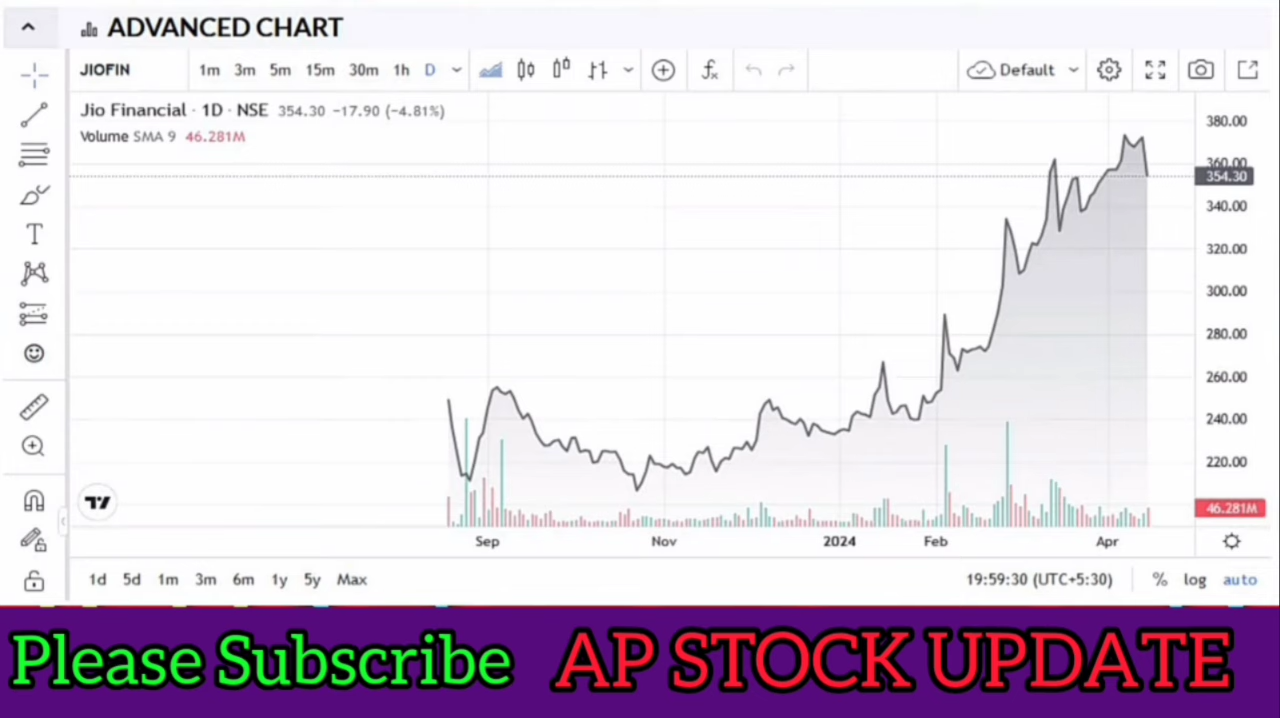 ADVANCED CHART
JIOFIN 1m 3m 5m 15m 30m 1h D fx Default
Jio Financial · 1D · NSE 354.30 −17.90 (−4.81%)
Volume SMA 9 46.281M
380.00
360.00
354.30
340.00
320.00
300.00
280.00
260.00
240.00
220.00
46.281M
Sep Nov 2024 Feb Apr
1d 5d 1m 3m 6m 1y 5y Max 19:59:30 (UTC+5:30) % log auto
Please Subscribe AP STOCK UPDATE